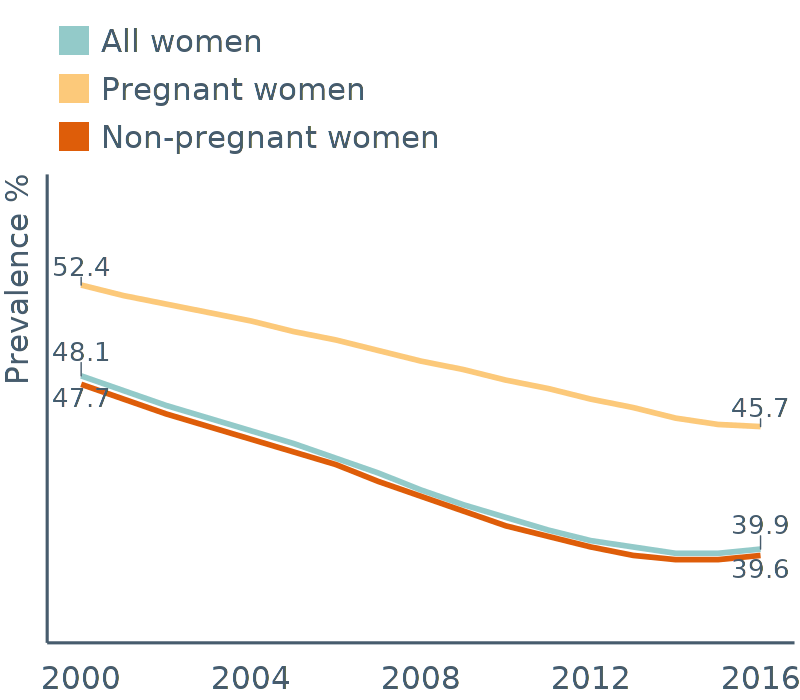 All women
Pregnant women
Non-pregnant women
Prevalence %
52.4
48.1
47.7
45.7
39.9
39.6
2000 2004 2008 2012 2016